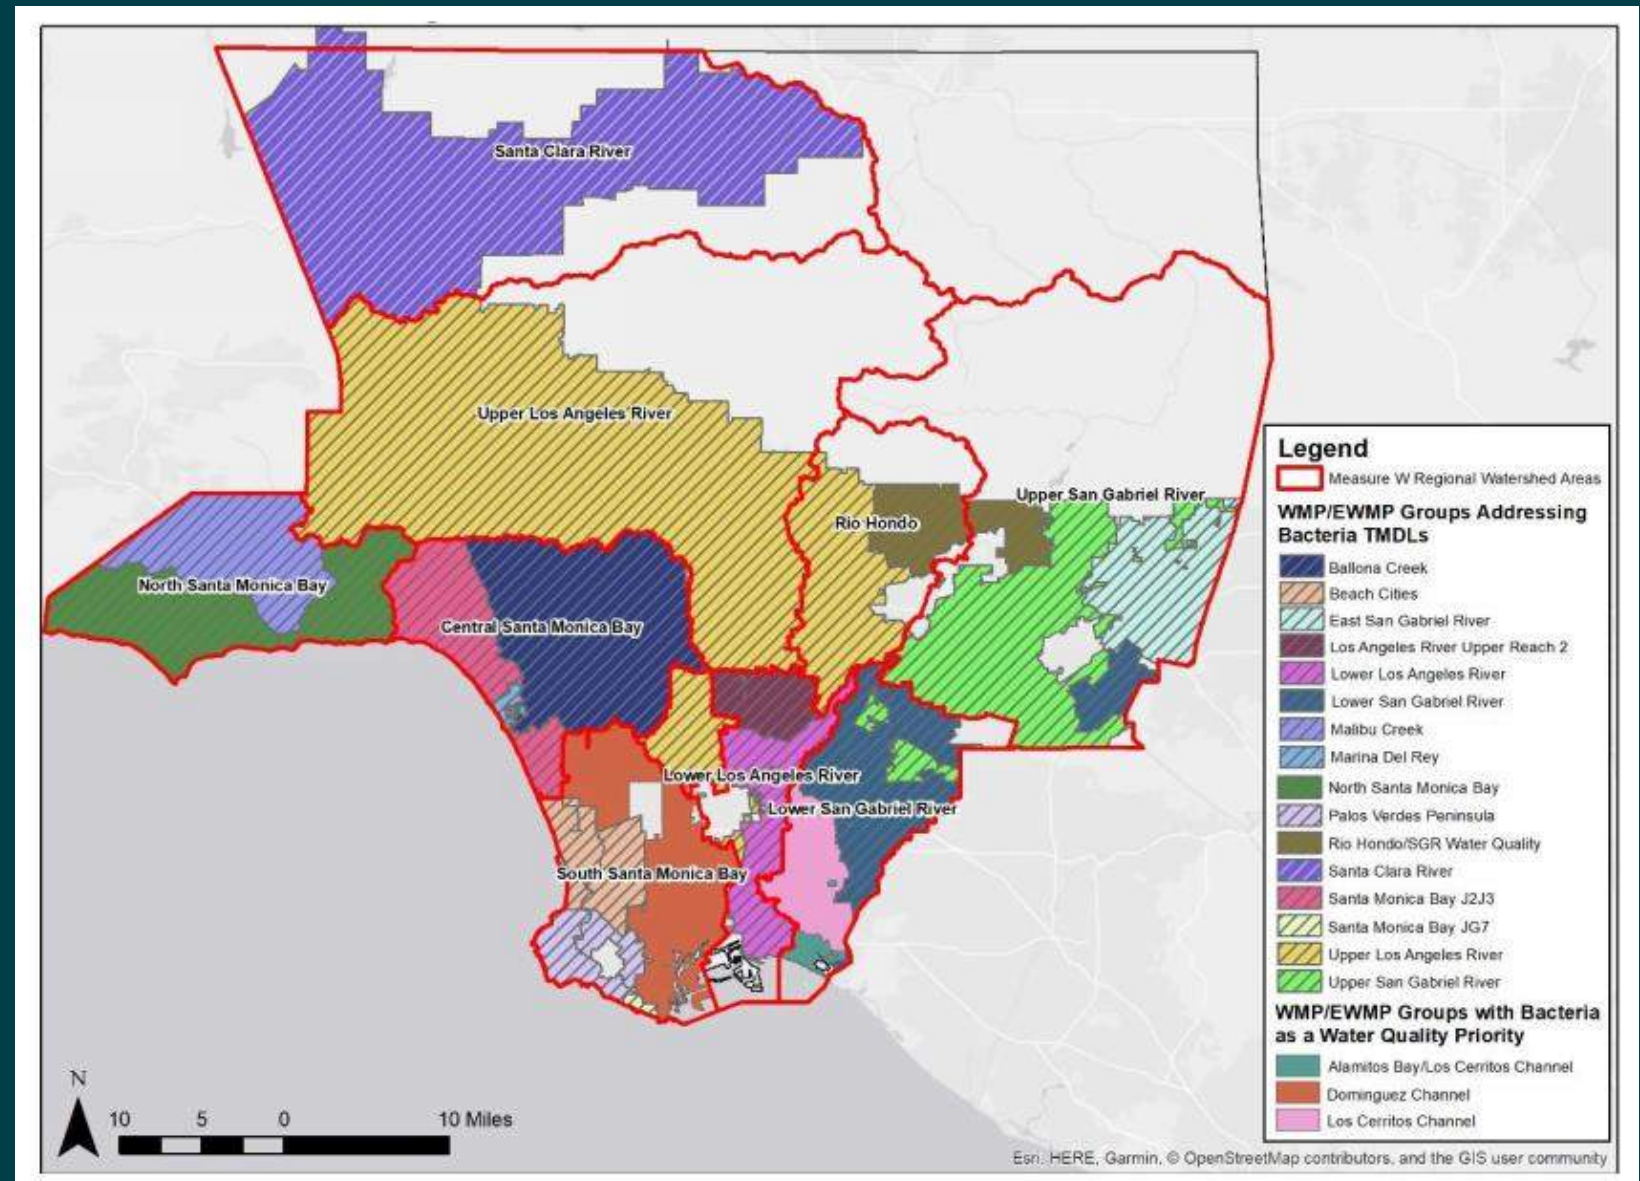 Santa Clara River
Upper Los Angeles River
Upper San Gabriel River
Rio Hondo
North Santa Monica Bay
Central Santa Monica Bay
Lower Los Angeles River
Lower San Gabriel River
South Santa Monica Bay
Legend
Measure W Regional Watershed Areas
WMP/EWMP Groups Addressing
Bacteria TMDLs
Ballona Creek
Beach Cities
East San Gabriel River
Los Angeles River Upper Reach 2
Lower Los Angeles River
Lower San Gabriel River
Malibu Creek
Marina Del Rey
North Santa Monica Bay
Palos Verdes Peninsula
Rio Hondo/SGR Water Quality
Santa Clara River
Santa Monica Bay J2J3
Santa Monica Bay JG7
Upper Los Angeles River
Upper San Gabriel River
WMP/EWMP Groups with Bacteria
as a Water Quality Priority
Alamitos Bay/Los Cerritos Channel
Dominguez Channel
Los Cerritos Channel
N
10 5 0 10 Miles
Esri, HERE, Garmin, © OpenStreetMap contributors, and the GIS user community